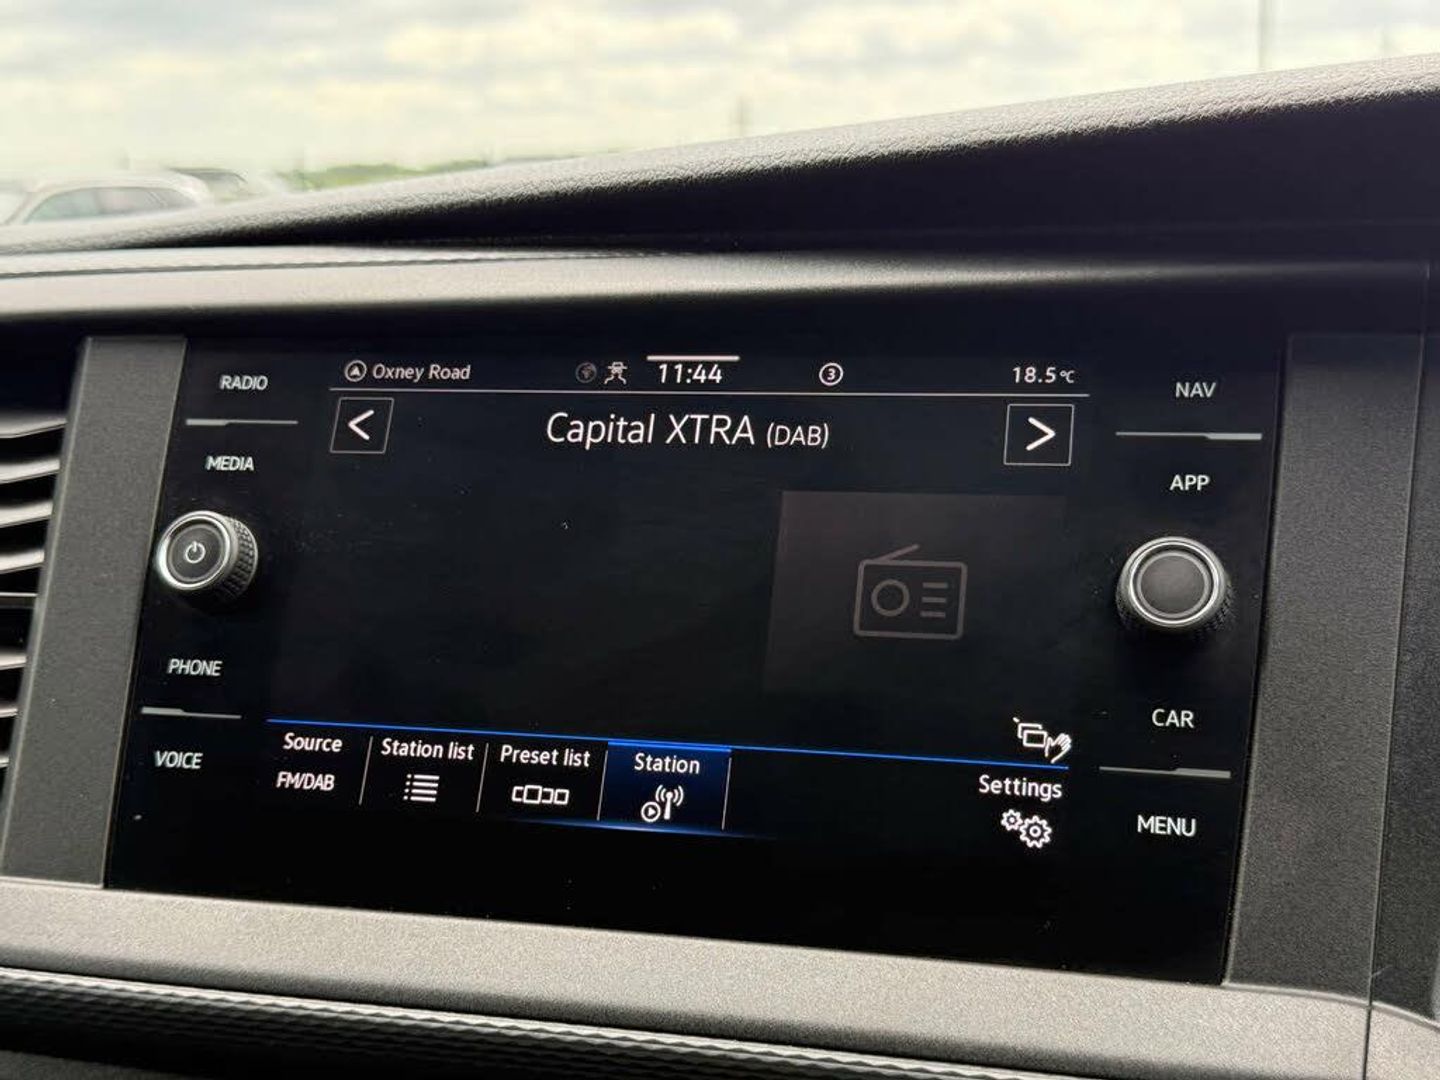 RADIO
MEDIA
PHONE
VOICE
Oxney Road
11:44
3
18.5°C
<
Capital XTRA (DAB)
>
Source
FM/DAB
Station list
Preset list
Station
Settings
NAV
APP
CAR
MENU